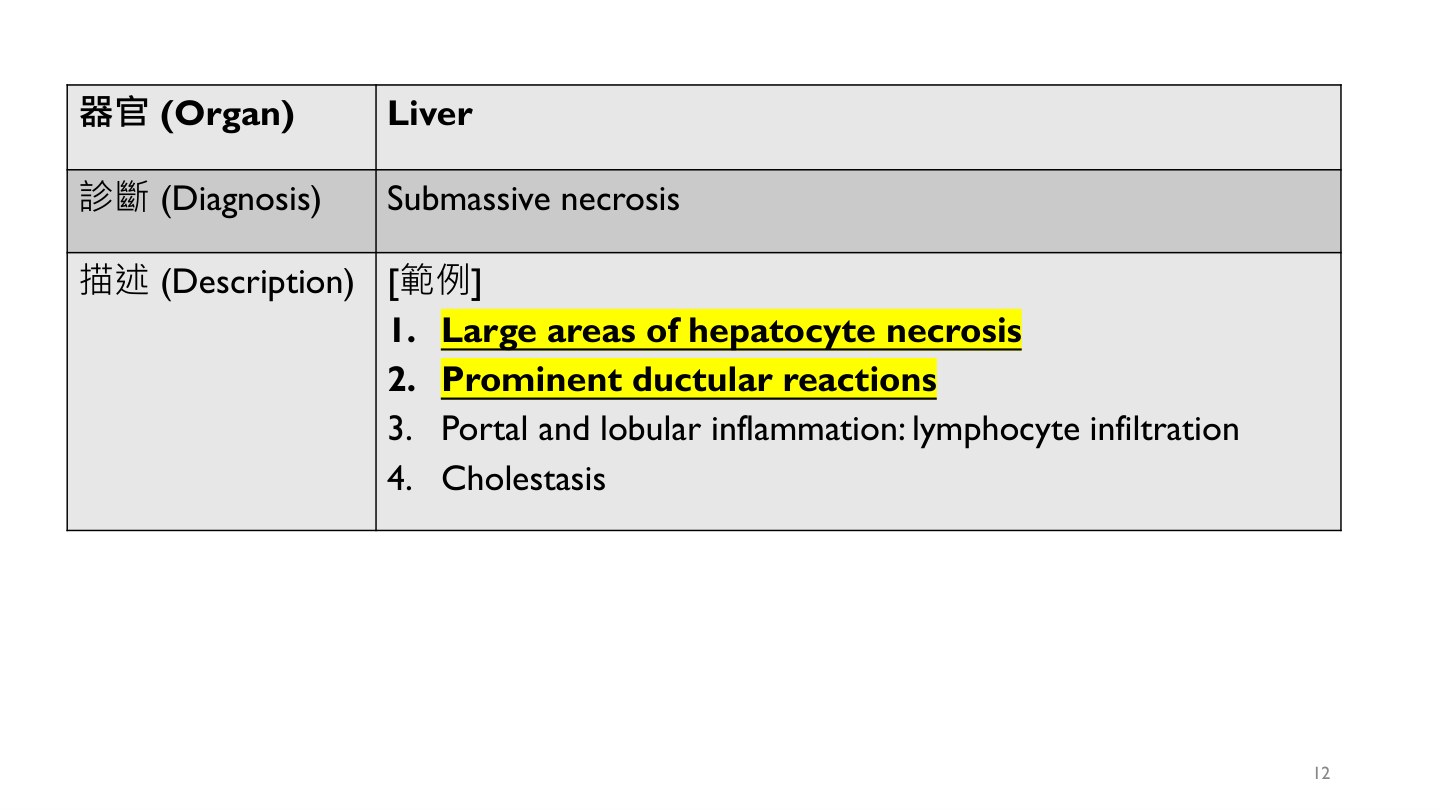 器官 (Organ) Liver
診斷 (Diagnosis) Submassive necrosis
描述 (Description) [範例]
1. Large areas of hepatocyte necrosis
2. Prominent ductular reactions
3. Portal and lobular inflammation: lymphocyte infiltration
4. Cholestasis
12